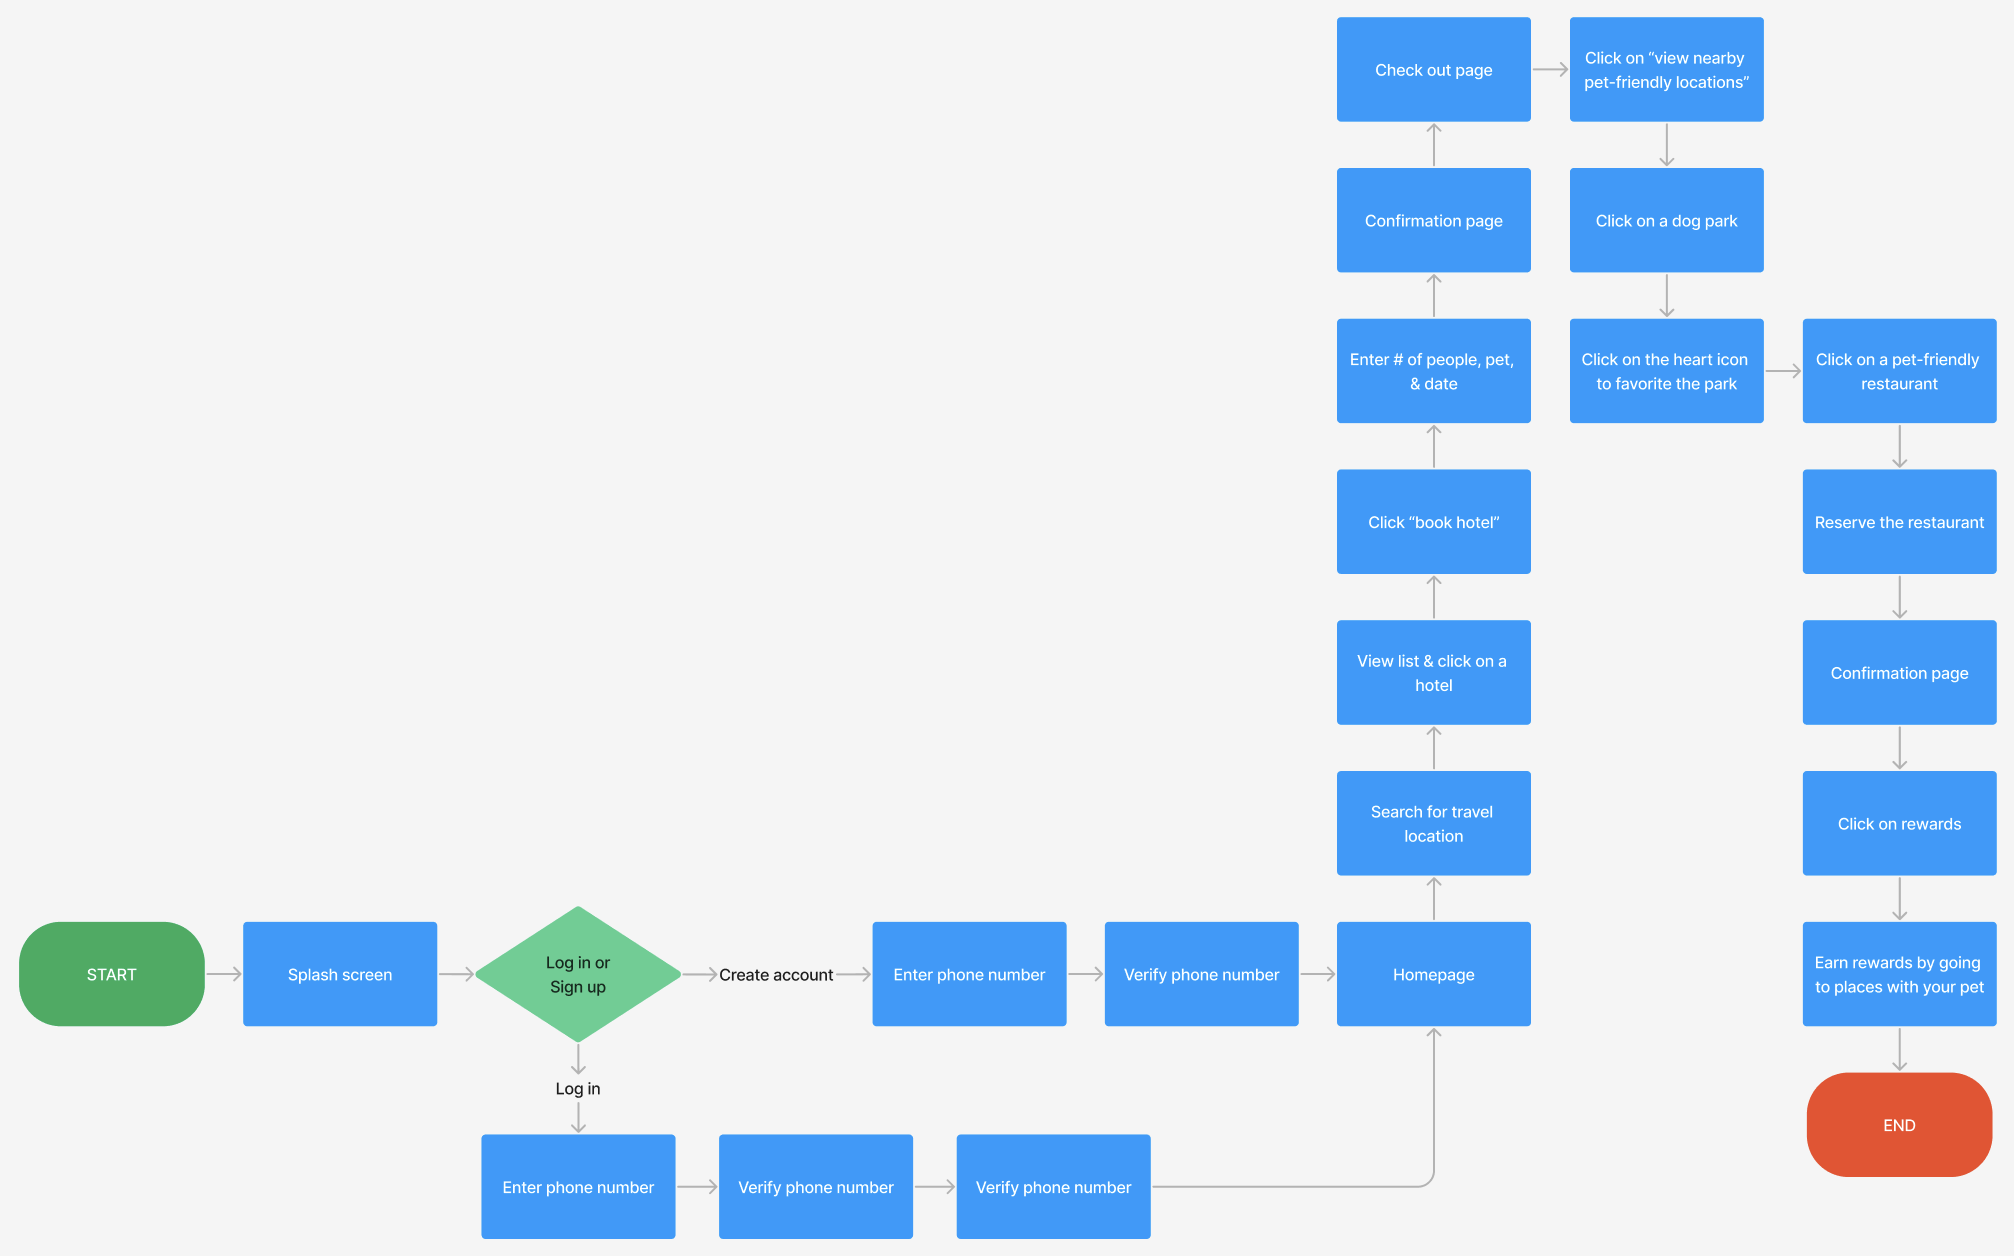 START
Splash screen
Log in or
Sign up
Create account
Enter phone number
Verify phone number
Homepage
Log in
Enter phone number
Verify phone number
Verify phone number
Search for travel
location
View list & click on a
hotel
Click “book hotel”
Enter # of people, pet,
& date
Confirmation page
Check out page
Click on “view nearby
pet-friendly locations”
Click on a dog park
Click on the heart icon
to favorite the park
Click on a pet-friendly
restaurant
Reserve the restaurant
Confirmation page
Click on rewards
Earn rewards by going
to places with your pet
END